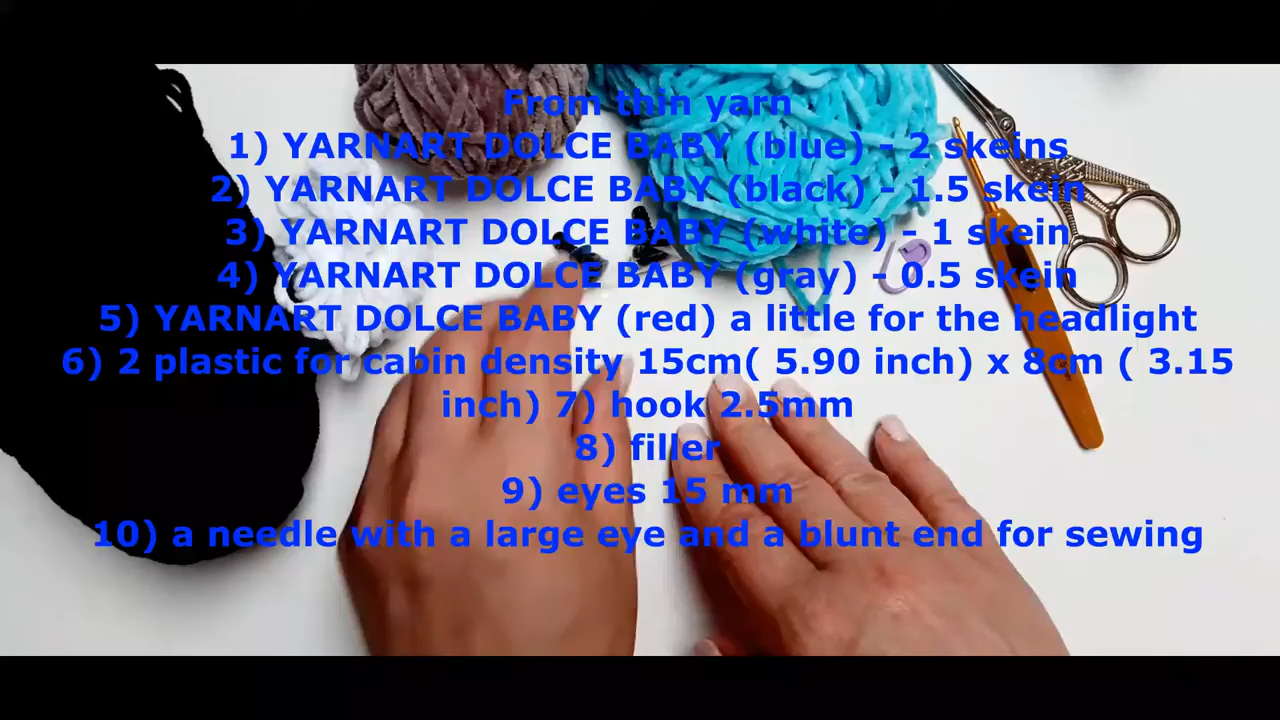 From thin yarn
1) YARNART DOLCE BABY (blue) - 2 skeins
2) YARNART DOLCE BABY (black) - 1.5 skein
3) YARNART DOLCE BABY (white) - 1 skein
4) YARNART DOLCE BABY (gray) - 0.5 skein
5) YARNART DOLCE BABY (red) a little for the headlight
6) 2 plastic for cabin density 15cm( 5.90 inch) x 8cm ( 3.15
inch) 7) hook 2.5mm
8) filler
9) eyes 15 mm
10) a needle with a large eye and a blunt end for sewing